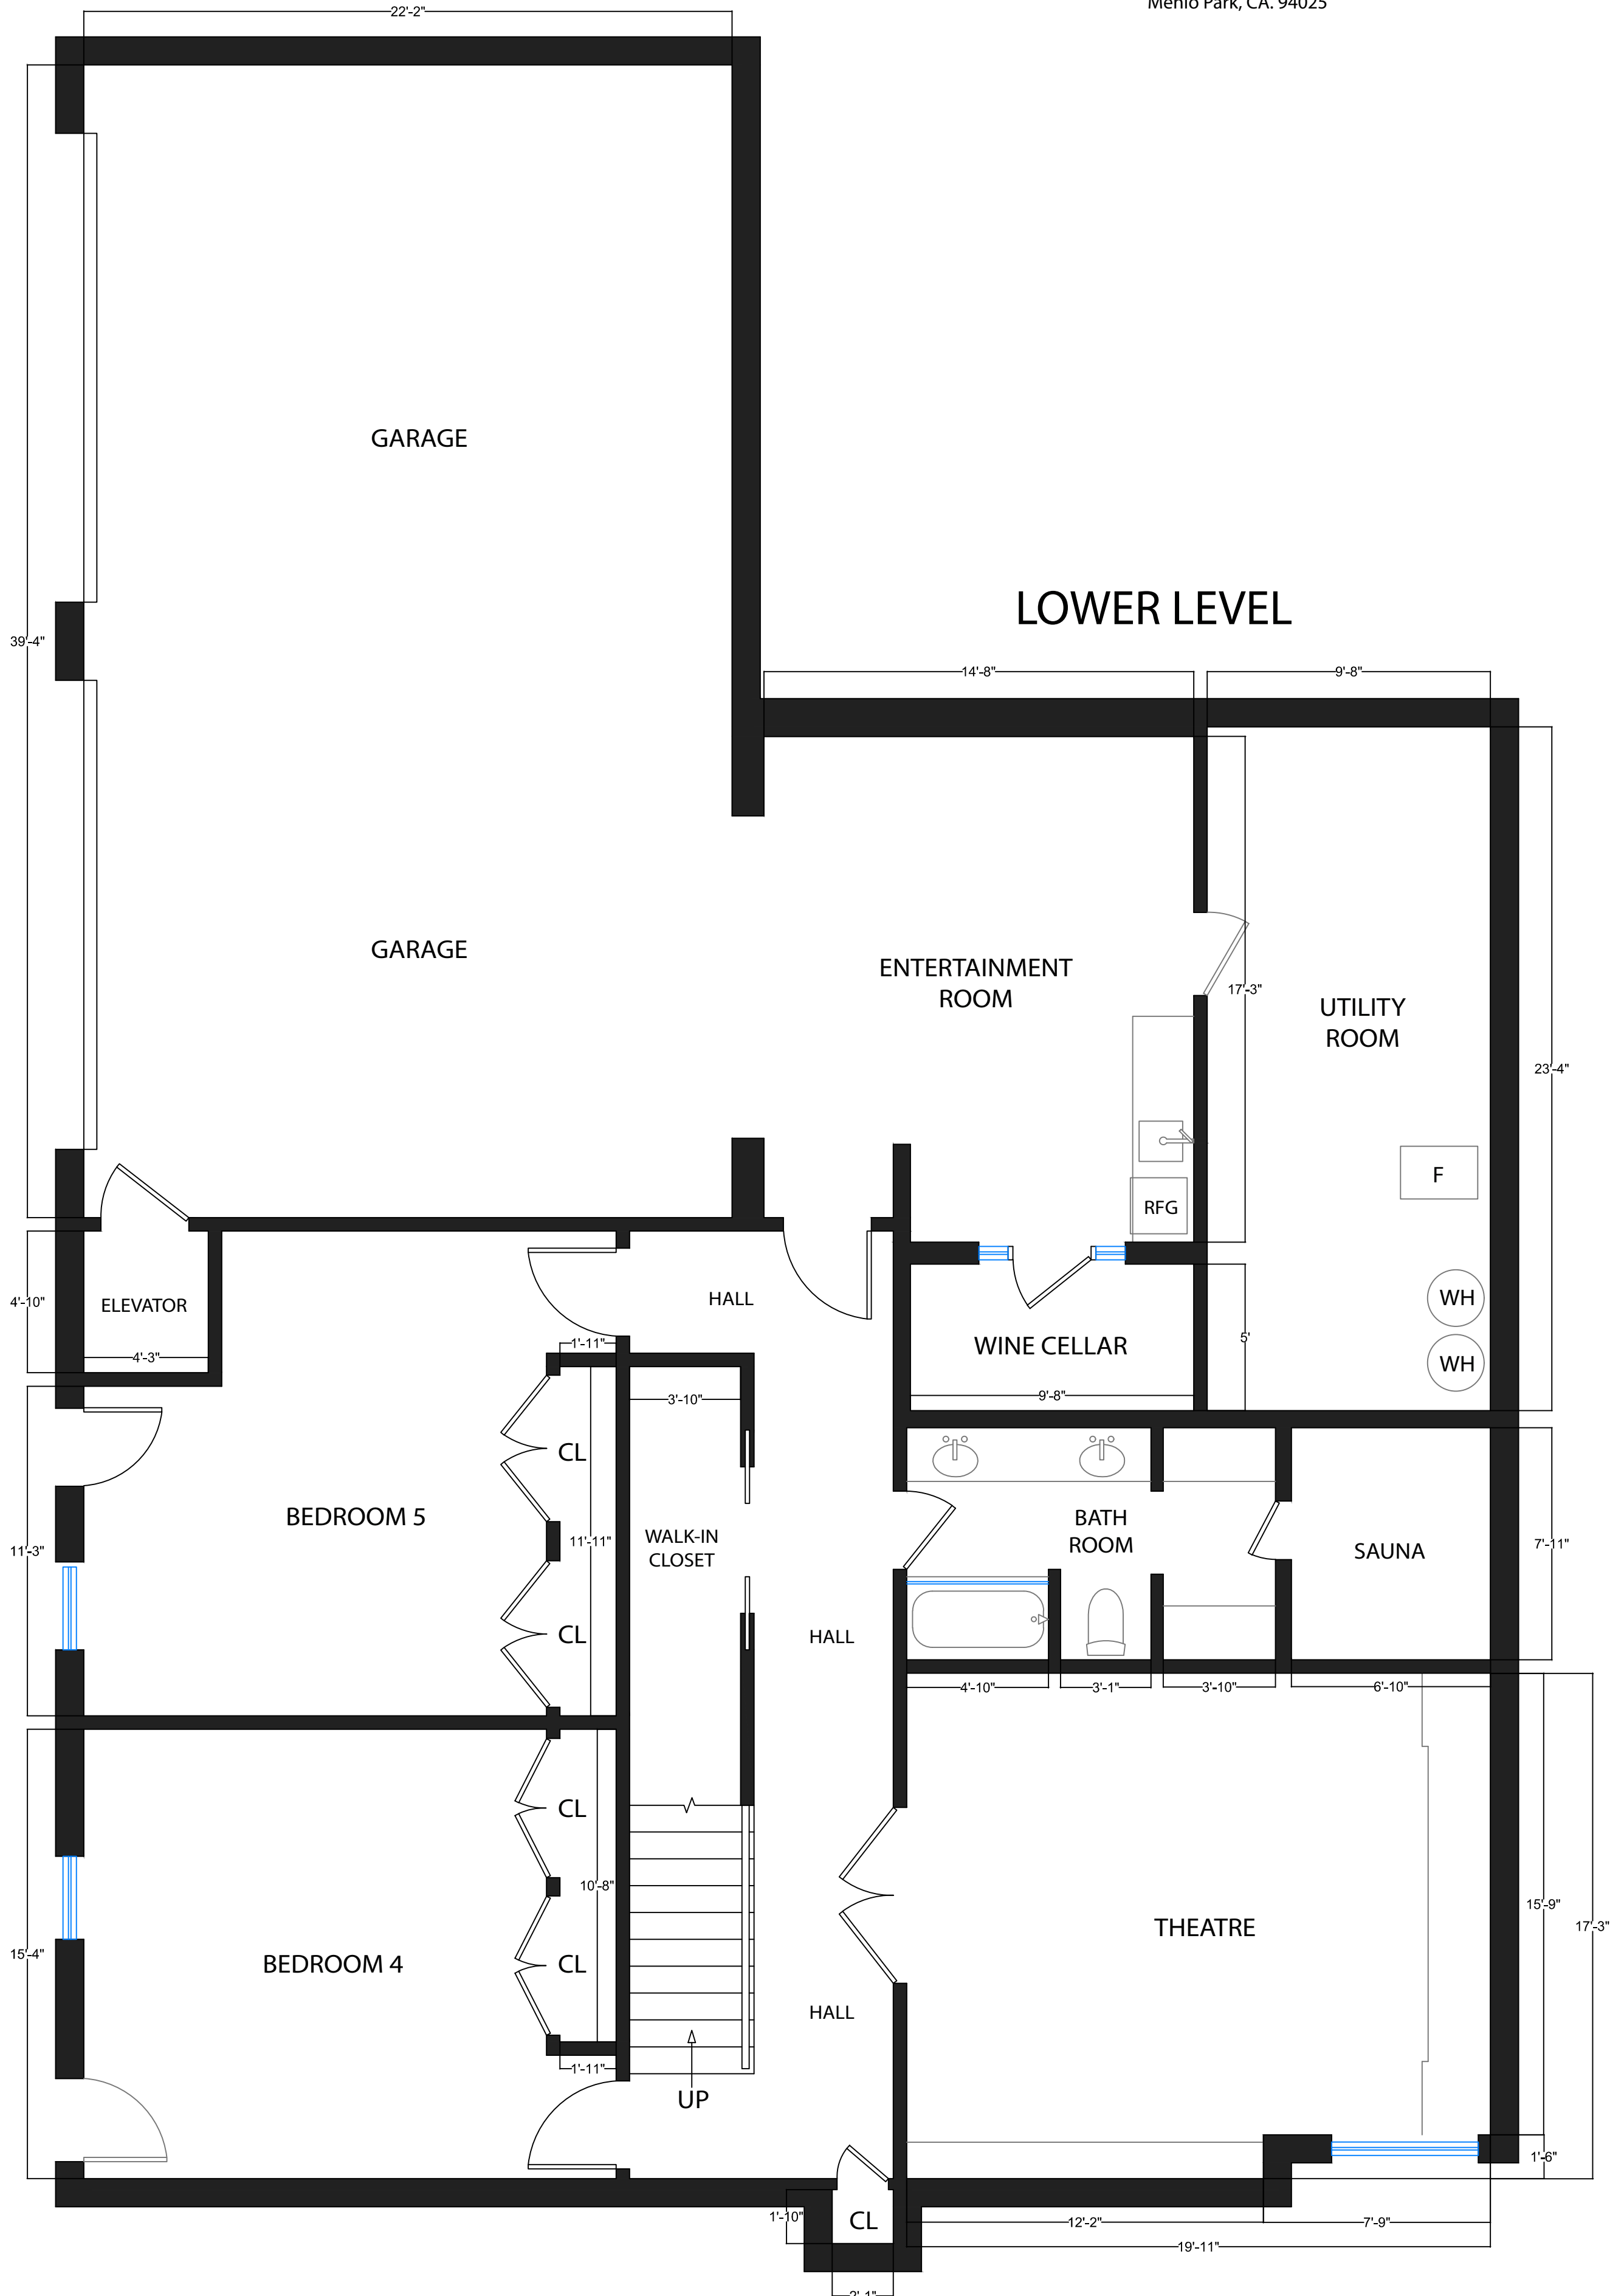 Menlo Park, CA. 94025
22'-2"
GARAGE
LOWER LEVEL
39'-4"
14'-8"
9'-8"
GARAGE
ENTERTAINMENT
ROOM
17'-3"
UTILITY
ROOM
23'-4"
F
RFG
ELEVATOR
4'-10"
4'-3"
HALL
WH
WH
1'-11"
WINE CELLAR
5'
9'-8"
3'-10"
CL
BEDROOM 5
11'-3"
11'-11"
WALK-IN
CLOSET
BATH
ROOM
SAUNA
7'-11"
CL
HALL
4'-10"
3'-1"
3'-10"
6'-10"
CL
10'-8"
15'-9"
THEATRE
17'-3"
15'-4"
BEDROOM 4
CL
HALL
1'-11"
UP
1'-6"
1'-10"
CL
12'-2"
7'-9"
19'-11"